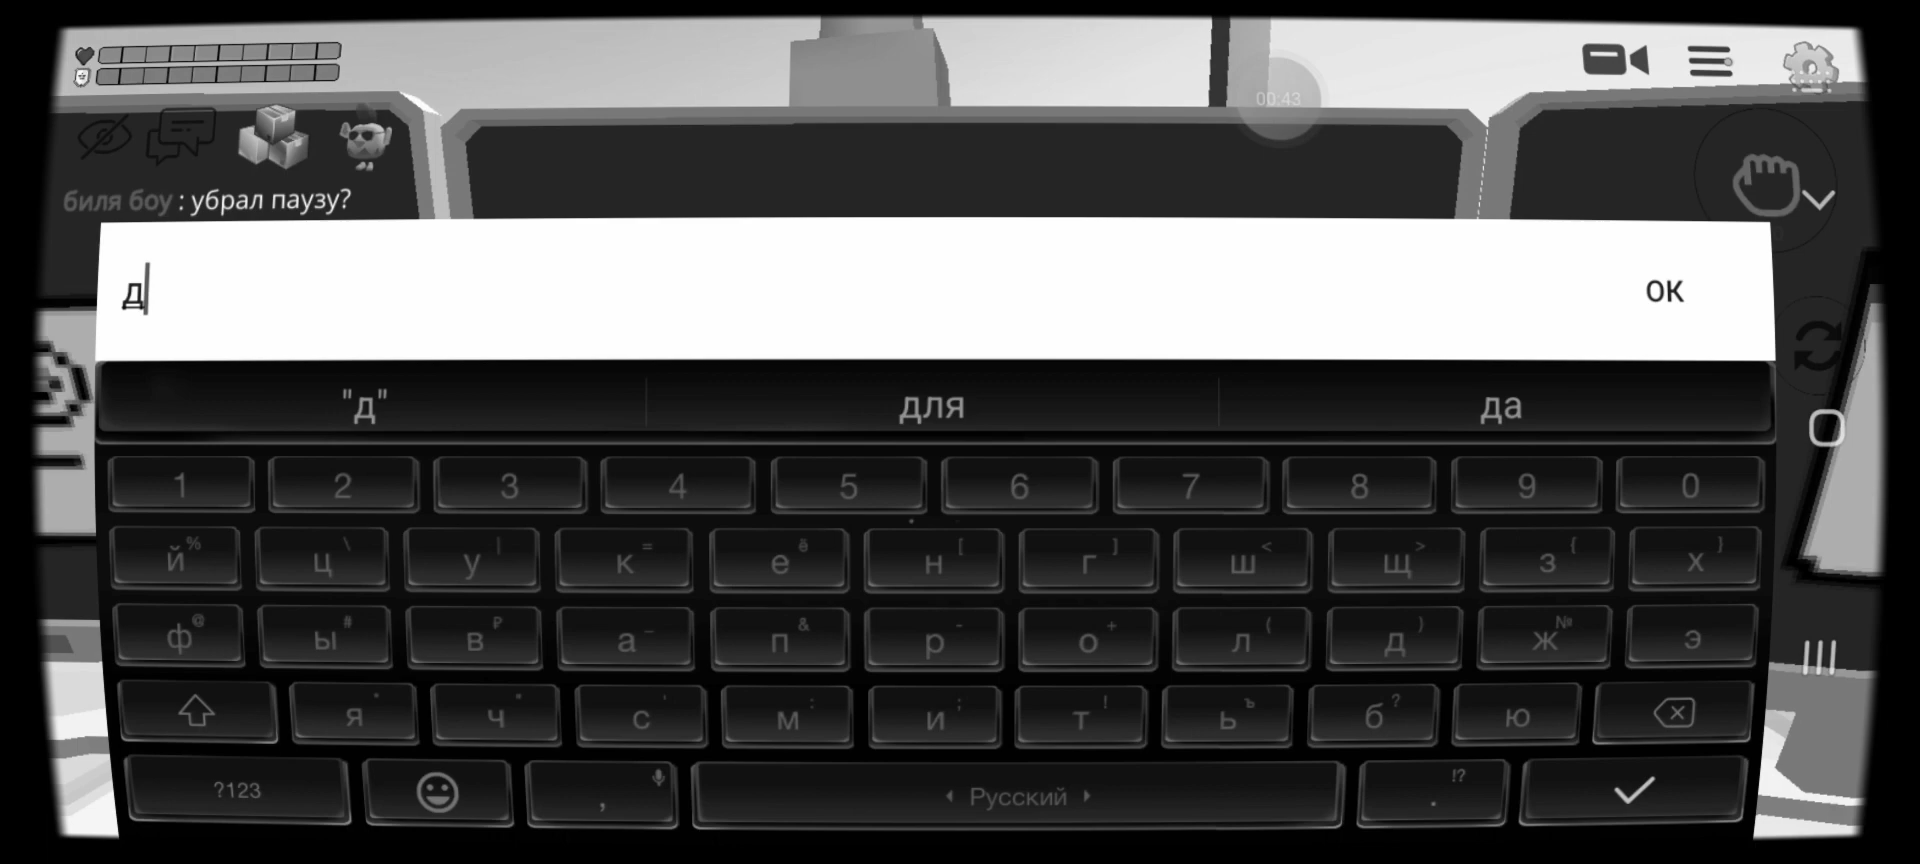 00:43
биля боу : убрал паузу?
д
ОК
"д" для да
1 2 3 4 5 6 7 8 9 0
й % ц \ у | к = е ё н [ г ] ш < щ > з { х }
ф @ ы # в ₽ а _ п & р - о + л ( д ) ж № э
я ч с ' м : и ; т ! ь ъ б ? ю
?123 , Русский . !?